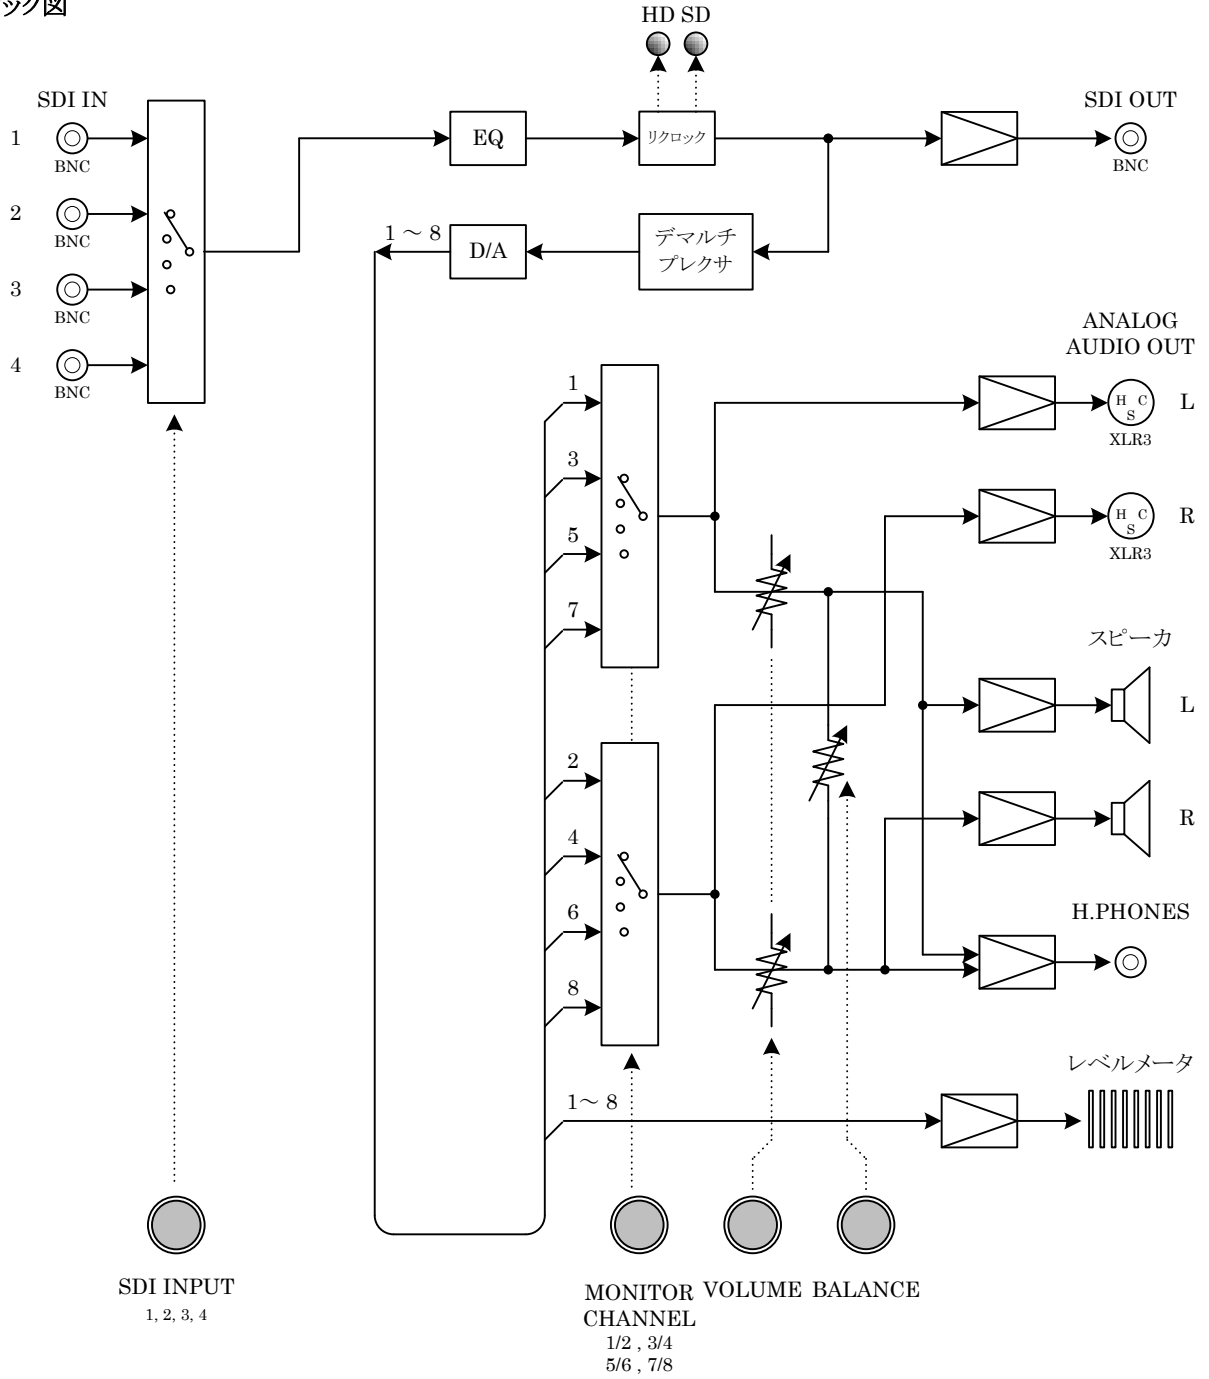 ック図
HD SD
SDI IN
SDI OUT
1
BNC
EQ
リクロック
BNC
2
BNC
1 ～ 8
D/A
デマルチ
プレクサ
3
BNC
4
BNC
ANALOG
AUDIO OUT
1
H C
S
XLR3
L
3
H C
S
XLR3
R
5
7
スピーカ
L
2
R
4
6
H.PHONES
8
レベルメータ
1～ 8
SDI INPUT
1, 2, 3, 4
MONITOR
CHANNEL
1/2 , 3/4
5/6 , 7/8
VOLUME
BALANCE